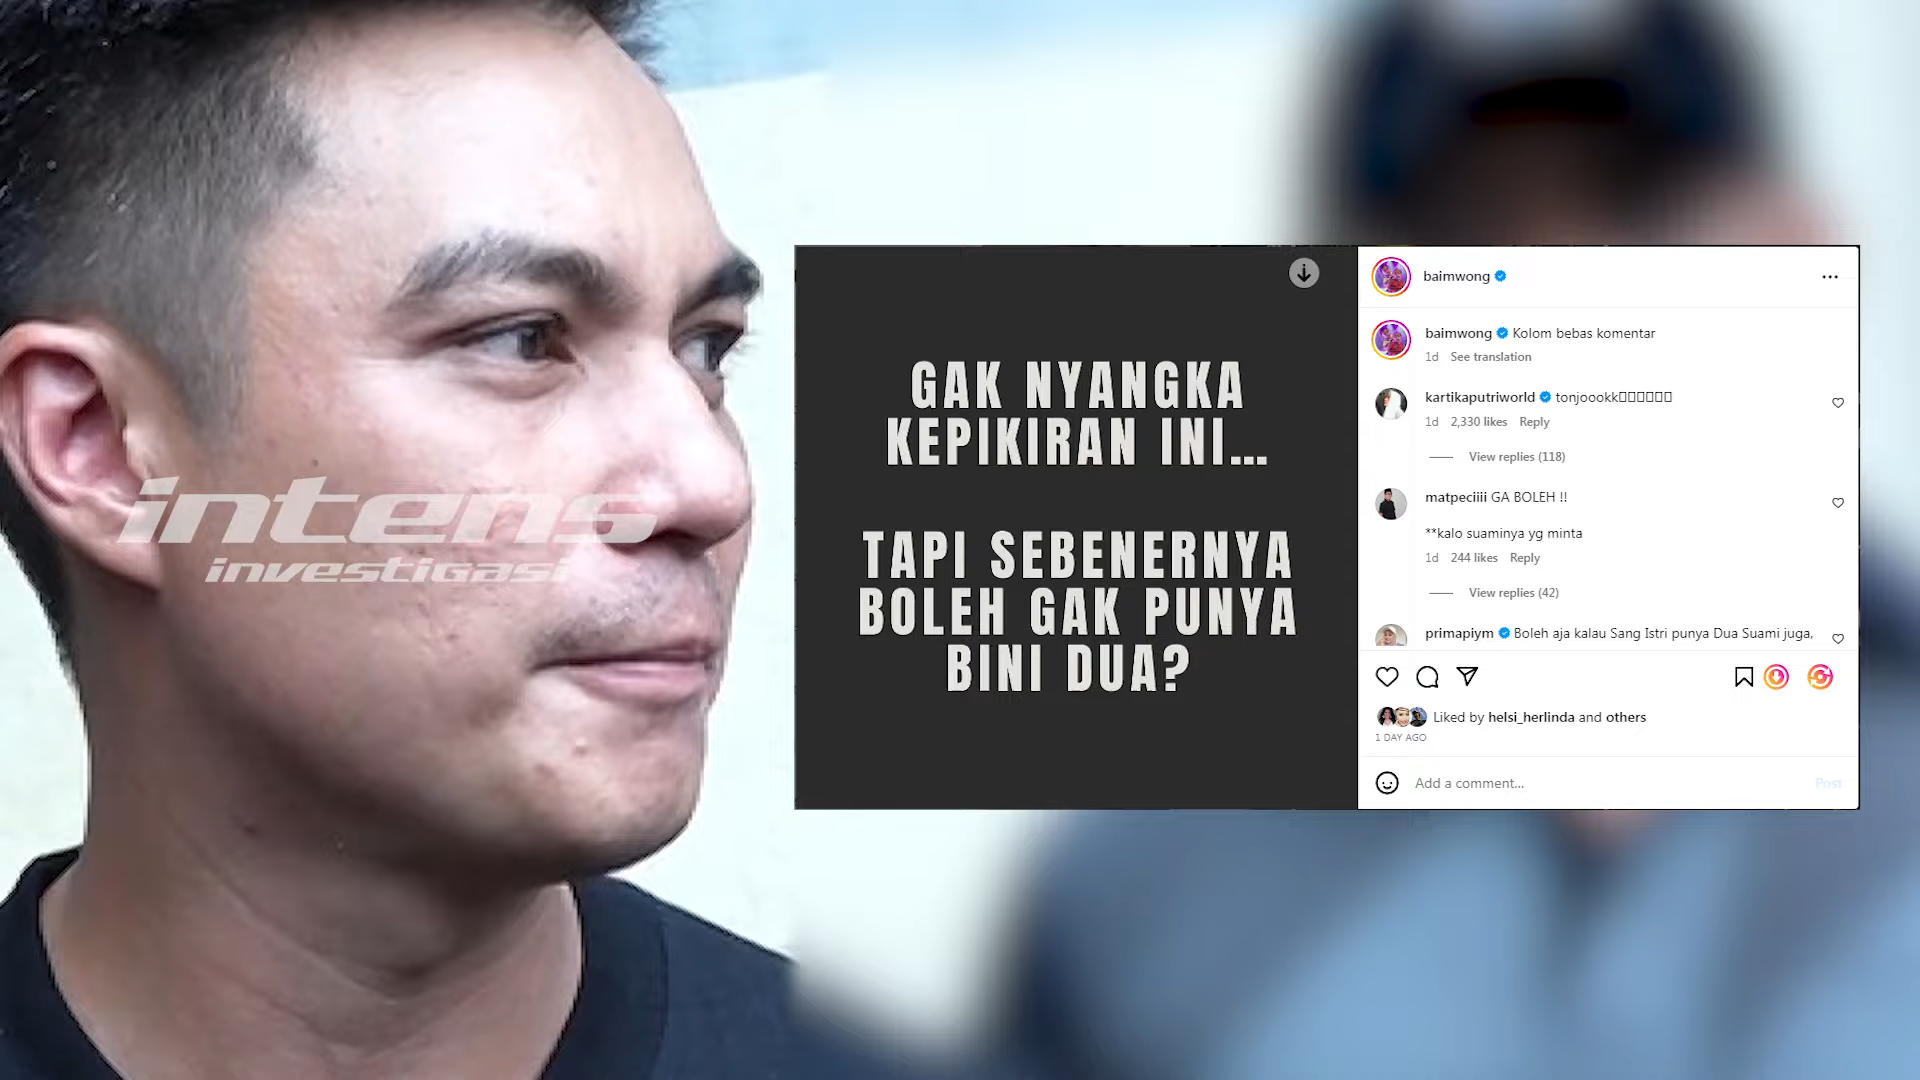 intens
investigasi
GAK NYANGKA
KEPIKIRAN INI...
TAPI SEBENERNYA
BOLEH GAK PUNYA
BINI DUA?
baimwong
baimwong Kolom bebas komentar
1d See translation
kartikaputriworld tonjoookk
1d 2,330 likes Reply
View replies (118)
matpeciiii GA BOLEH !!
**kalo suaminya yg minta
1d 244 likes Reply
View replies (42)
primapiym Boleh aja kalau Sang Istri punya Dua Suami juga,
Liked by helsi_herlinda and others
1 DAY AGO
Add a comment...
Post